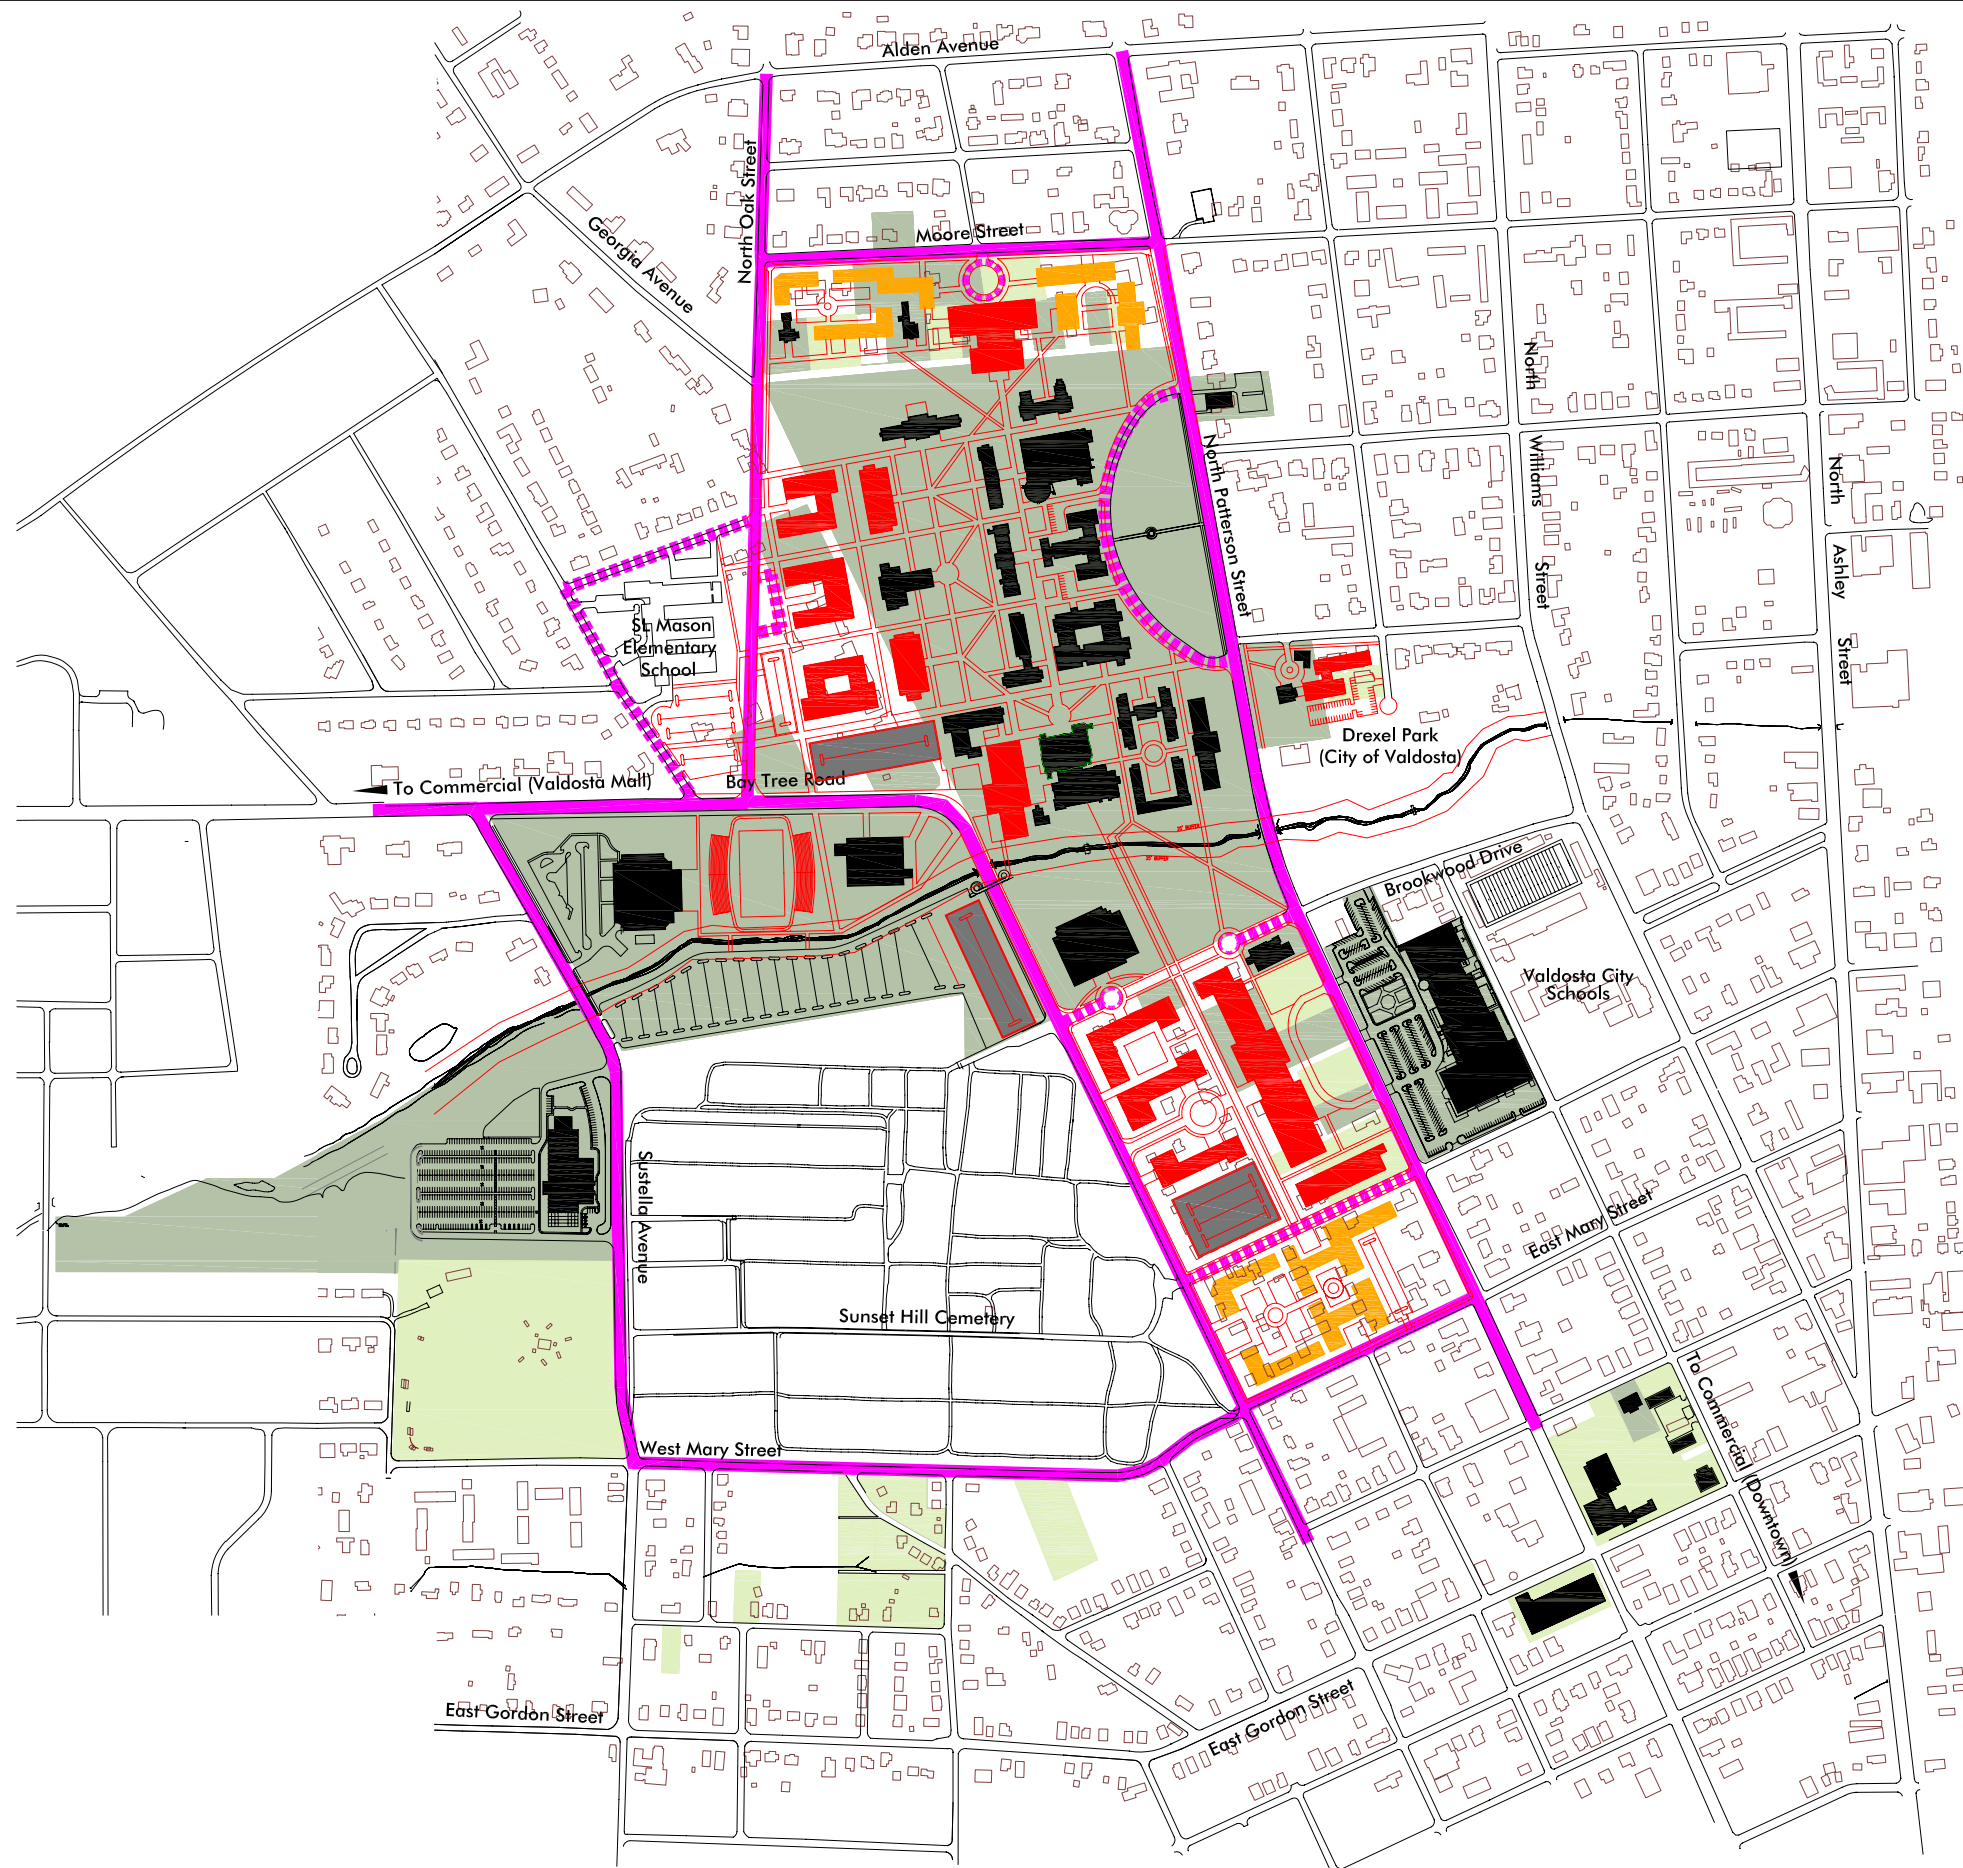 Alden Avenue
North Oak Street
Georgia Avenue
Moore Street
North
Williams
Street
North Patterson Street
North
Ashley
Street
St. Mason
Elementary
School
Drexel Park
(City of Valdosta)
To Commercial (Valdosta Mall)
Bay Tree Road
Brookwood Drive
Valdosta City
Schools
Sustella Avenue
East Mary Street
Sunset Hill Cemetery
To Commercial (Downtown)
West Mary Street
East Gordon Street
East Gordon Street